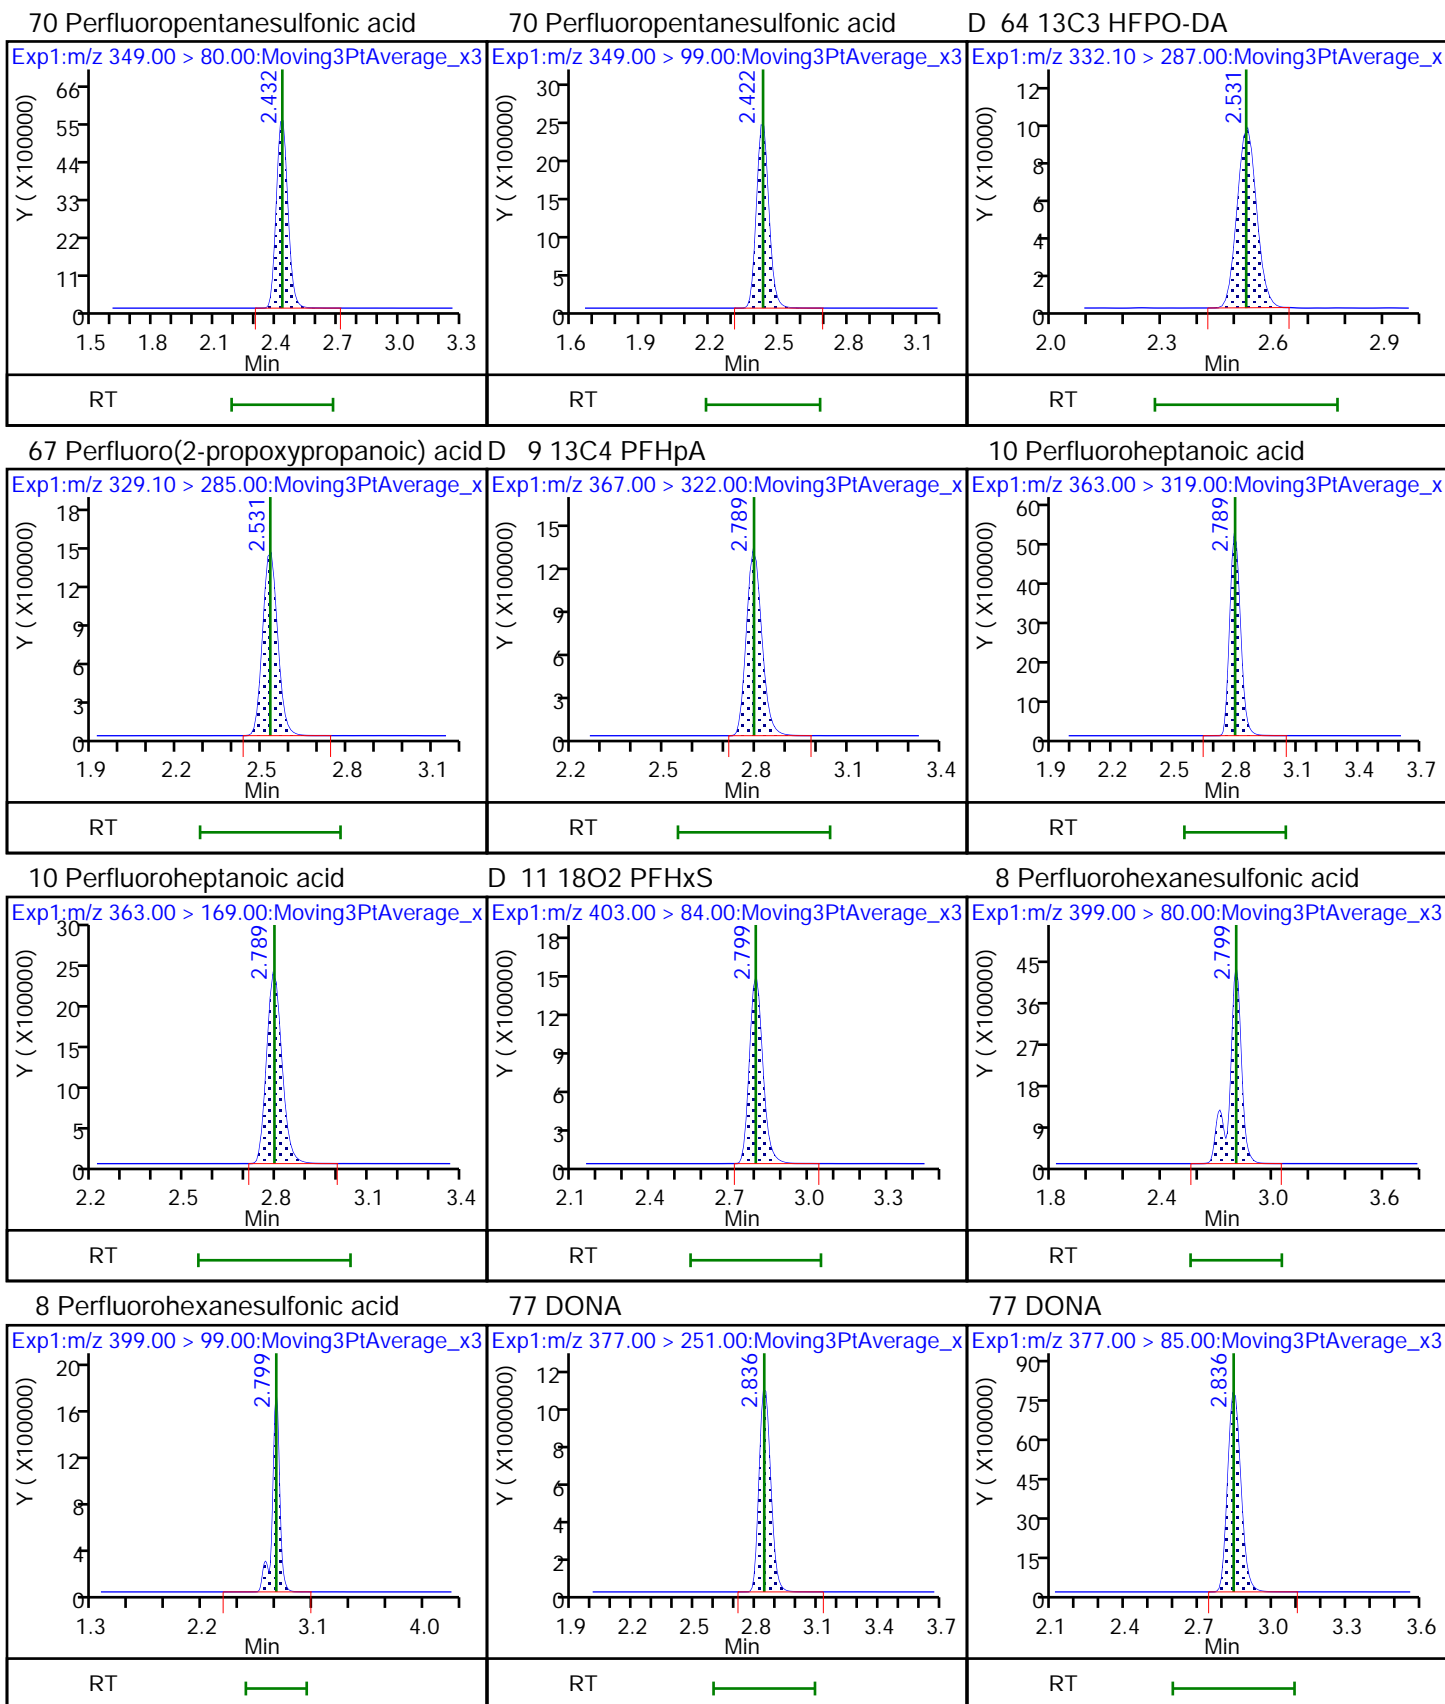 70 Perfluoropentanesulfonic acid
Exp1:m/z 349.00 > 80.00:Moving3PtAverage_x3
Y ( X100000)
66
55
44
33
22
11
0
2.432
1.5 1.8 2.1 2.4 2.7 3.0 3.3
Min
RT
70 Perfluoropentanesulfonic acid
Exp1:m/z 349.00 > 99.00:Moving3PtAverage_x3
Y ( X100000)
30
25
20
15
10
5
0
2.422
1.6 1.9 2.2 2.5 2.8 3.1
Min
RT
D 64 13C3 HFPO-DA
Exp1:m/z 332.10 > 287.00:Moving3PtAverage_x
Y ( X10000)
12
10
8
6
4
2
0
2.531
2.0 2.3 2.6 2.9
Min
RT
67 Perfluoro(2-propoxypropanoic) acid
Exp1:m/z 329.10 > 285.00:Moving3PtAverage_x
Y ( X100000)
18
15
12
9
6
3
0
2.531
1.9 2.2 2.5 2.8 3.1
Min
RT
D 9 13C4 PFHpA
Exp1:m/z 367.00 > 322.00:Moving3PtAverage_x
Y ( X100000)
15
12
9
6
3
0
2.789
2.2 2.5 2.8 3.1 3.4
Min
RT
10 Perfluoroheptanoic acid
Exp1:m/z 363.00 > 319.00:Moving3PtAverage_x
Y ( X100000)
60
50
40
30
20
10
0
2.789
1.9 2.2 2.5 2.8 3.1 3.4 3.7
Min
RT
10 Perfluoroheptanoic acid
Exp1:m/z 363.00 > 169.00:Moving3PtAverage_x
Y ( X100000)
30
25
20
15
10
5
0
2.789
2.2 2.5 2.8 3.1 3.4
Min
RT
D 11 18O2 PFHxS
Exp1:m/z 403.00 > 84.00:Moving3PtAverage_x3
Y ( X100000)
18
15
12
9
6
3
0
2.799
2.1 2.4 2.7 3.0 3.3
Min
RT
8 Perfluorohexanesulfonic acid
Exp1:m/z 399.00 > 80.00:Moving3PtAverage_x3
Y ( X100000)
45
36
27
18
9
0
2.799
1.8 2.4 3.0 3.6
Min
RT
8 Perfluorohexanesulfonic acid
Exp1:m/z 399.00 > 99.00:Moving3PtAverage_x3
Y ( X100000)
20
16
12
8
4
0
2.799
1.3 2.2 3.1 4.0
Min
RT
77 DONA
Exp1:m/z 377.00 > 251.00:Moving3PtAverage_x
Y ( X1000000)
12
10
8
6
4
2
0
2.836
1.9 2.2 2.5 2.8 3.1 3.4 3.7
Min
RT
77 DONA
Exp1:m/z 377.00 > 85.00:Moving3PtAverage_x3
Y ( X100000)
90
75
60
45
30
15
0
2.836
2.1 2.4 2.7 3.0 3.3 3.6
Min
RT